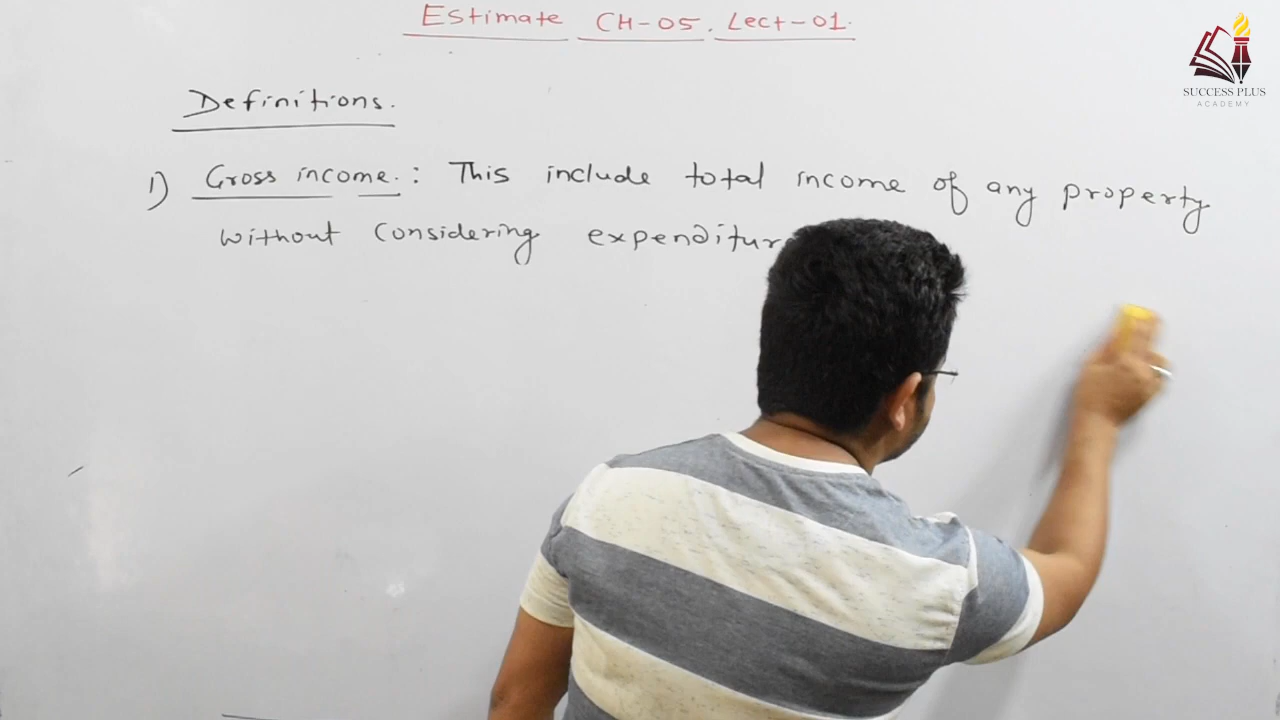 Estimate CH-05. Lect-01.
SUCCESS PLUS
ACADEMY
Definitions.
1) Gross income. : This include total income of any property
without considering expenditur